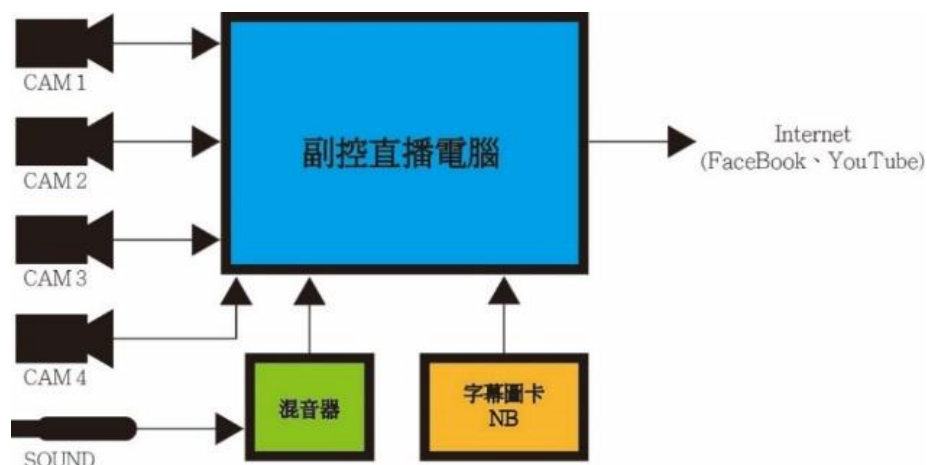 CAM 1
CAM 2
CAM 3
CAM 4
SOUND
副控直播電腦
混音器
字幕圖卡
NB
Internet
(FaceBook、YouTube)